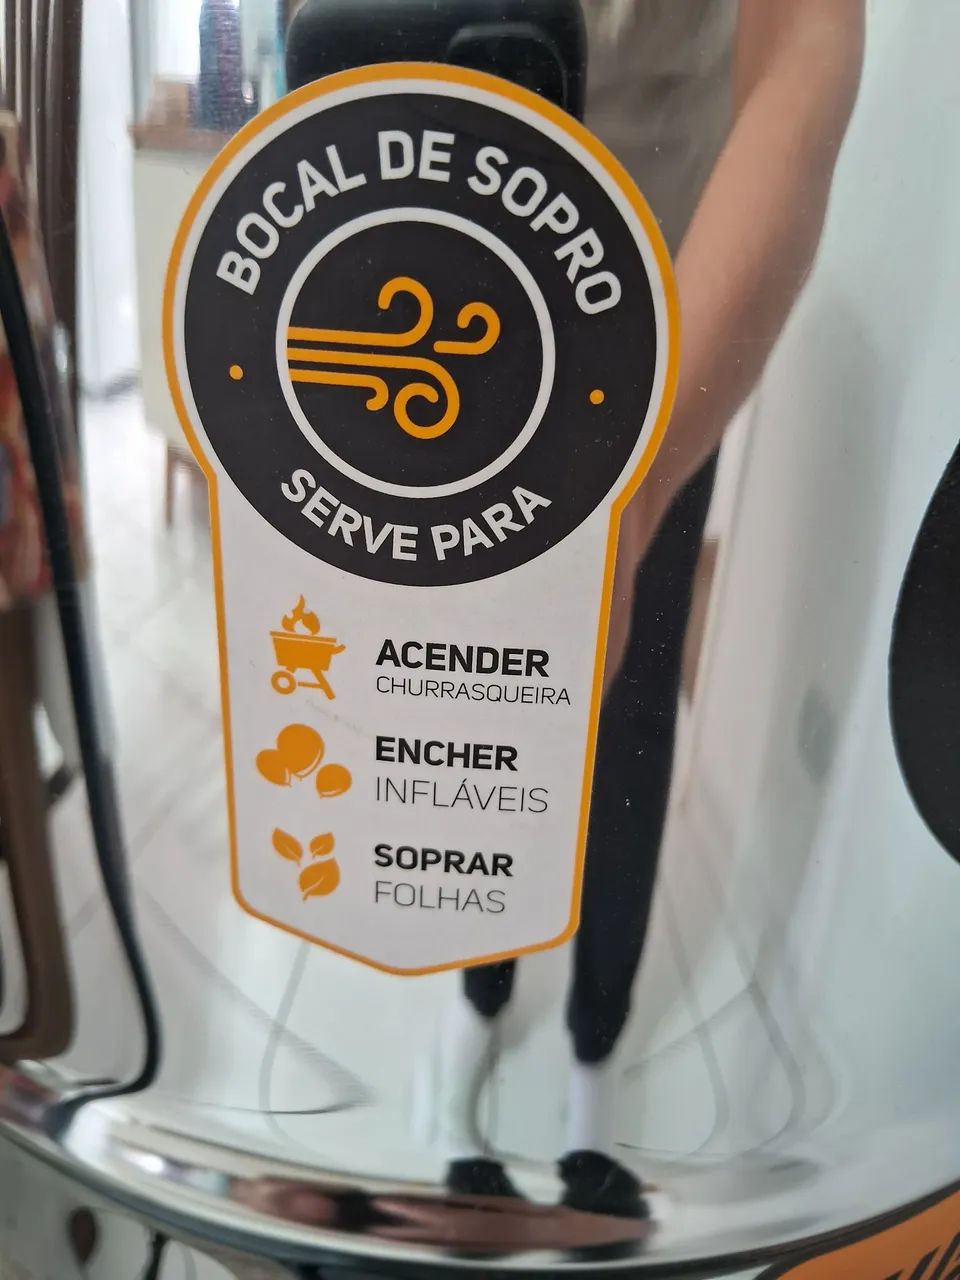 BOCAL DE SOPRO
SERVE PARA
ACENDER
CHURRASQUEIRA
ENCHER
INFLÁVEIS
SOPRAR
FOLHAS